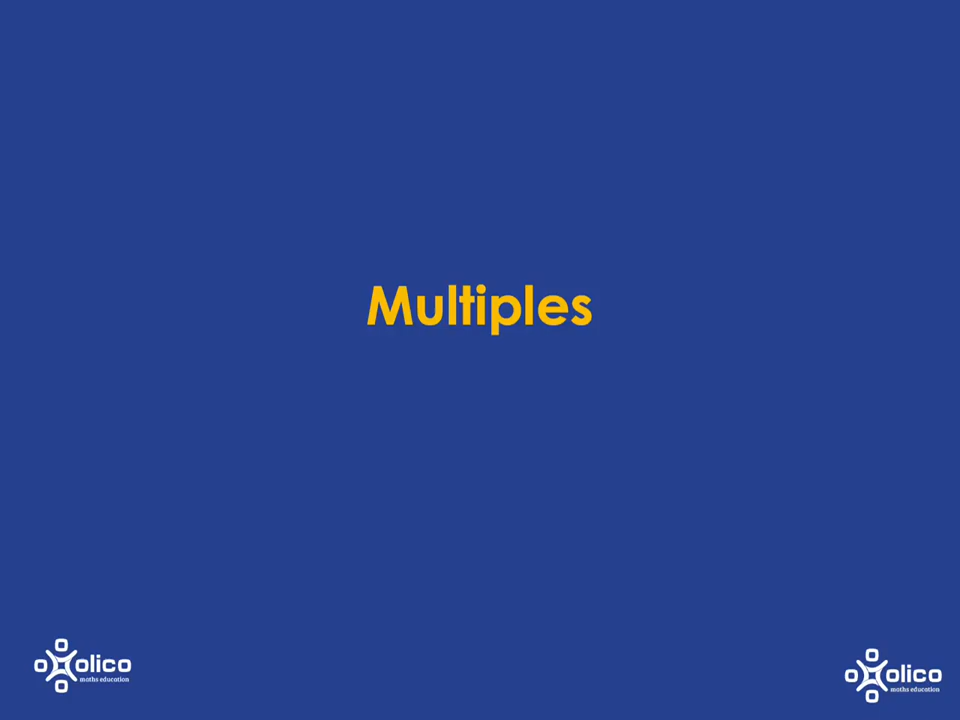 Multiples
olico
maths education
olico
maths education